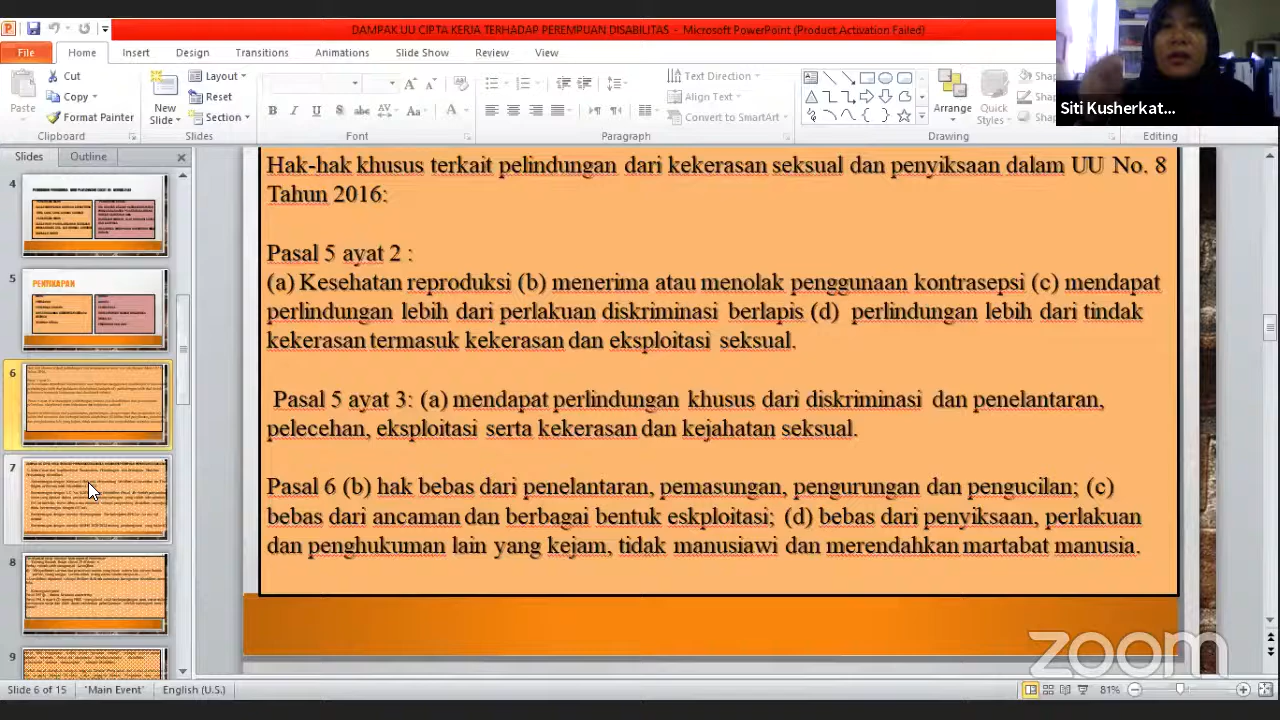 DAMPAK UU CIPTA KERJA TERHADAP PEREMPUAN DISABILITAS - Microsoft PowerPoint (Product Activation Failed)
File Home Insert Design Transitions Animations Slide Show Review View
Siti Kusherkat...
Paste
Cut
Copy
Format Painter
Clipboard
New Slide
Layout
Reset
Section
Slides
Font
Text Direction
Align Text
Convert to SmartArt
Paragraph
Arrange
Quick Styles
Drawing
Editing
Slides Outline
4
5
6
7
8
9
Hak-hak khusus terkait pelindungan dari kekerasan seksual dan penyiksaan dalam UU No. 8
Tahun 2016:
Pasal 5 ayat 2 :
(a) Kesehatan reproduksi (b) menerima atau menolak penggunaan kontrasepsi (c) mendapat
perlindungan lebih dari perlakuan diskriminasi berlapis (d) perlindungan lebih dari tindak
kekerasan termasuk kekerasan dan eksploitasi seksual.
Pasal 5 ayat 3: (a) mendapat perlindungan khusus dari diskriminasi dan penelantaran,
pelecehan, eksploitasi serta kekerasan dan kejahatan seksual.
Pasal 6 (b) hak bebas dari penelantaran, pemasungan, pengurungan dan pengucilan; (c)
bebas dari ancaman dan berbagai bentuk eskploitasi; (d) bebas dari penyiksaan, perlakuan
dan penghukuman lain yang kejam, tidak manusiawi dan merendahkan martabat manusia.
zoom
Slide 6 of 15 "Main Event" English (U.S.) 81%